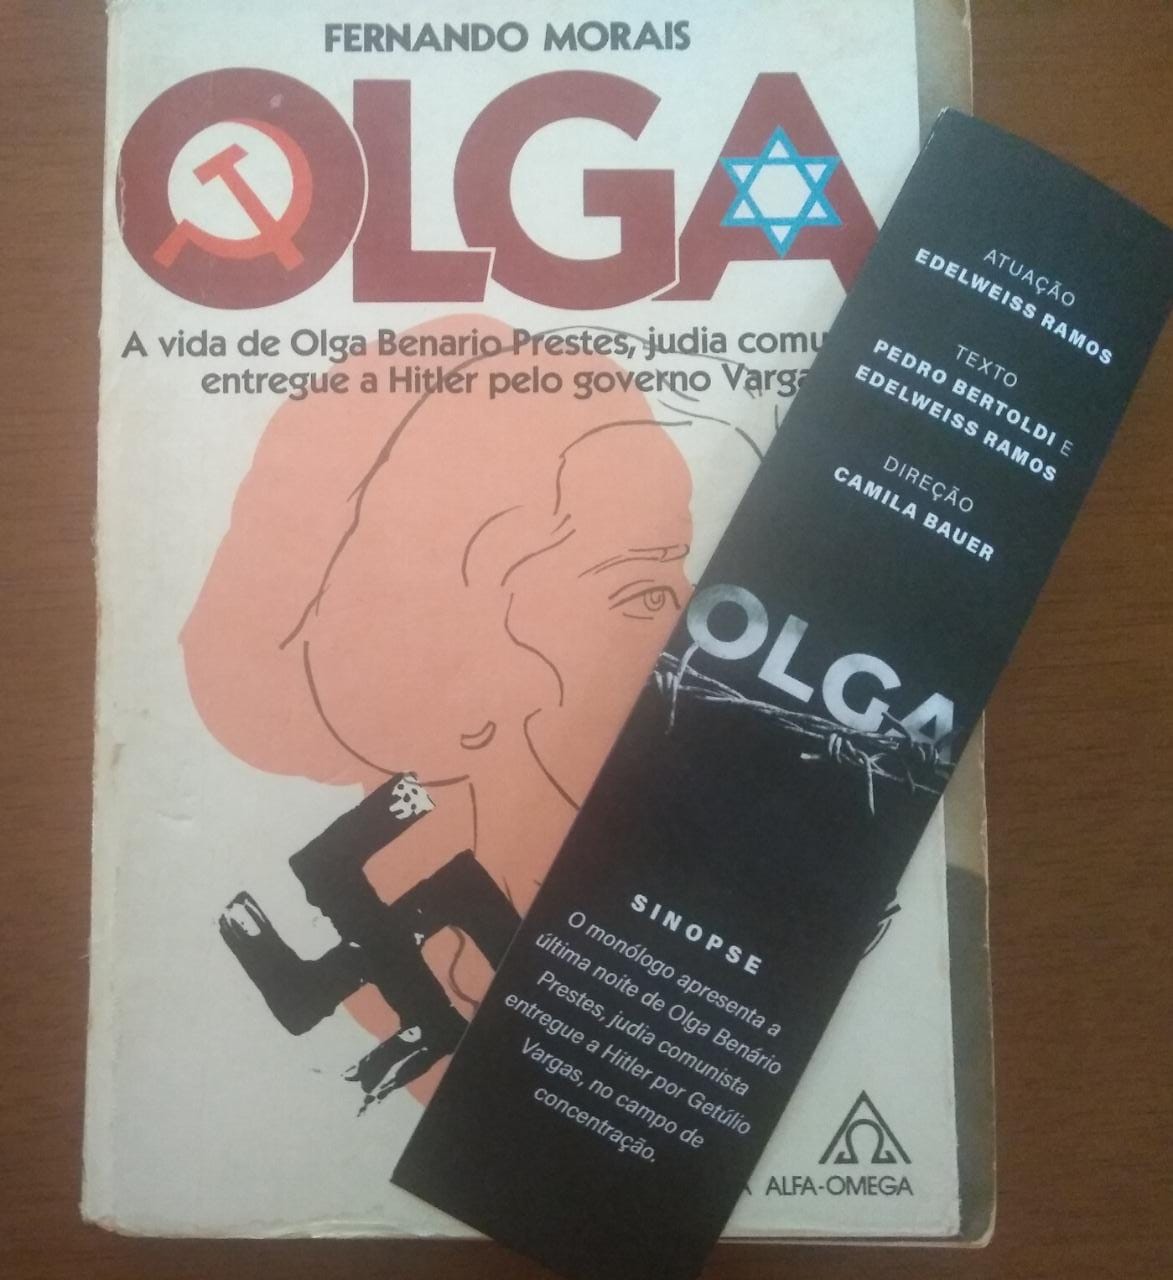 FERNANDO MORAIS
OLGA
A vida de Olga Benario Prestes, judia
entregue a Hitler pelo governo
ALFA-OMEGA
ATUAÇÃO
EDELWEISS RAMOS
TEXTO
PEDRO BERTOLDI E
EDELWEISS RAMOS
DIREÇÃO
CAMILA BAUER
OLGA
SINOPSE
O monólogo apresenta a
última noite de Olga Benário
Prestes, judia comunista
entregue a Hitler por Getúlio
Vargas, no campo de
concentração.